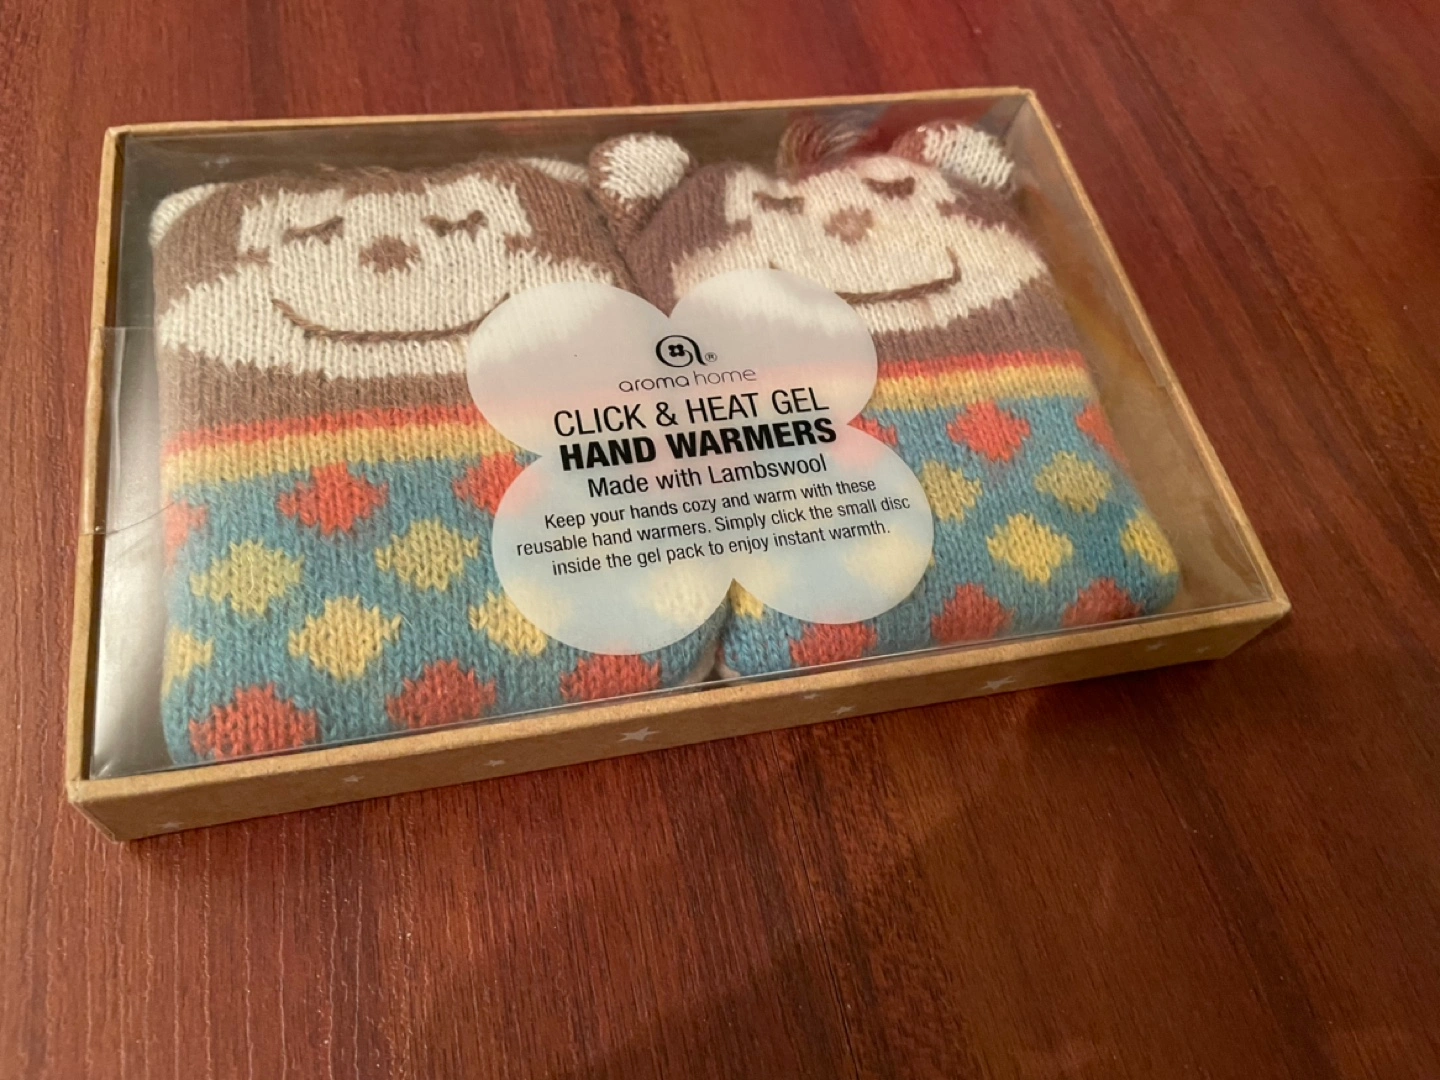 a®
aroma home
CLICK & HEAT GEL
HAND WARMERS
Made with Lambswool
Keep your hands cozy and warm with these
reusable hand warmers. Simply click the small disc
inside the gel pack to enjoy instant warmth.